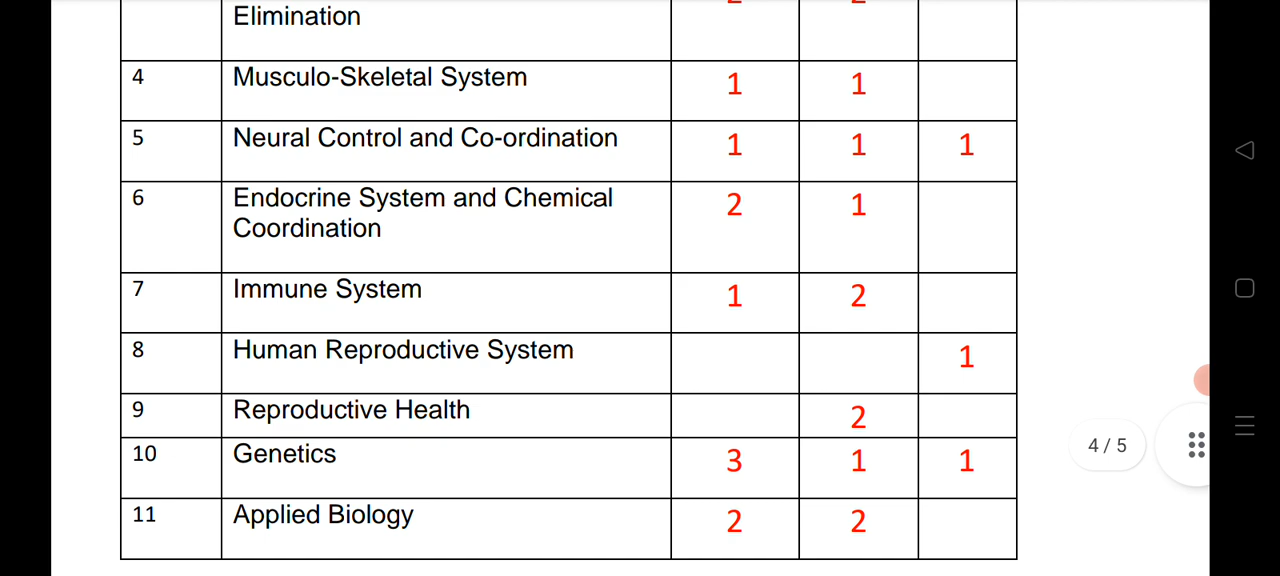 Elimination
4 Musculo-Skeletal System 1 1
5 Neural Control and Co-ordination 1 1 1
6 Endocrine System and Chemical 2 1
Coordination
7 Immune System 1 2
8 Human Reproductive System 1
9 Reproductive Health 2
10 Genetics 3 1 1
11 Applied Biology 2 2
4 / 5